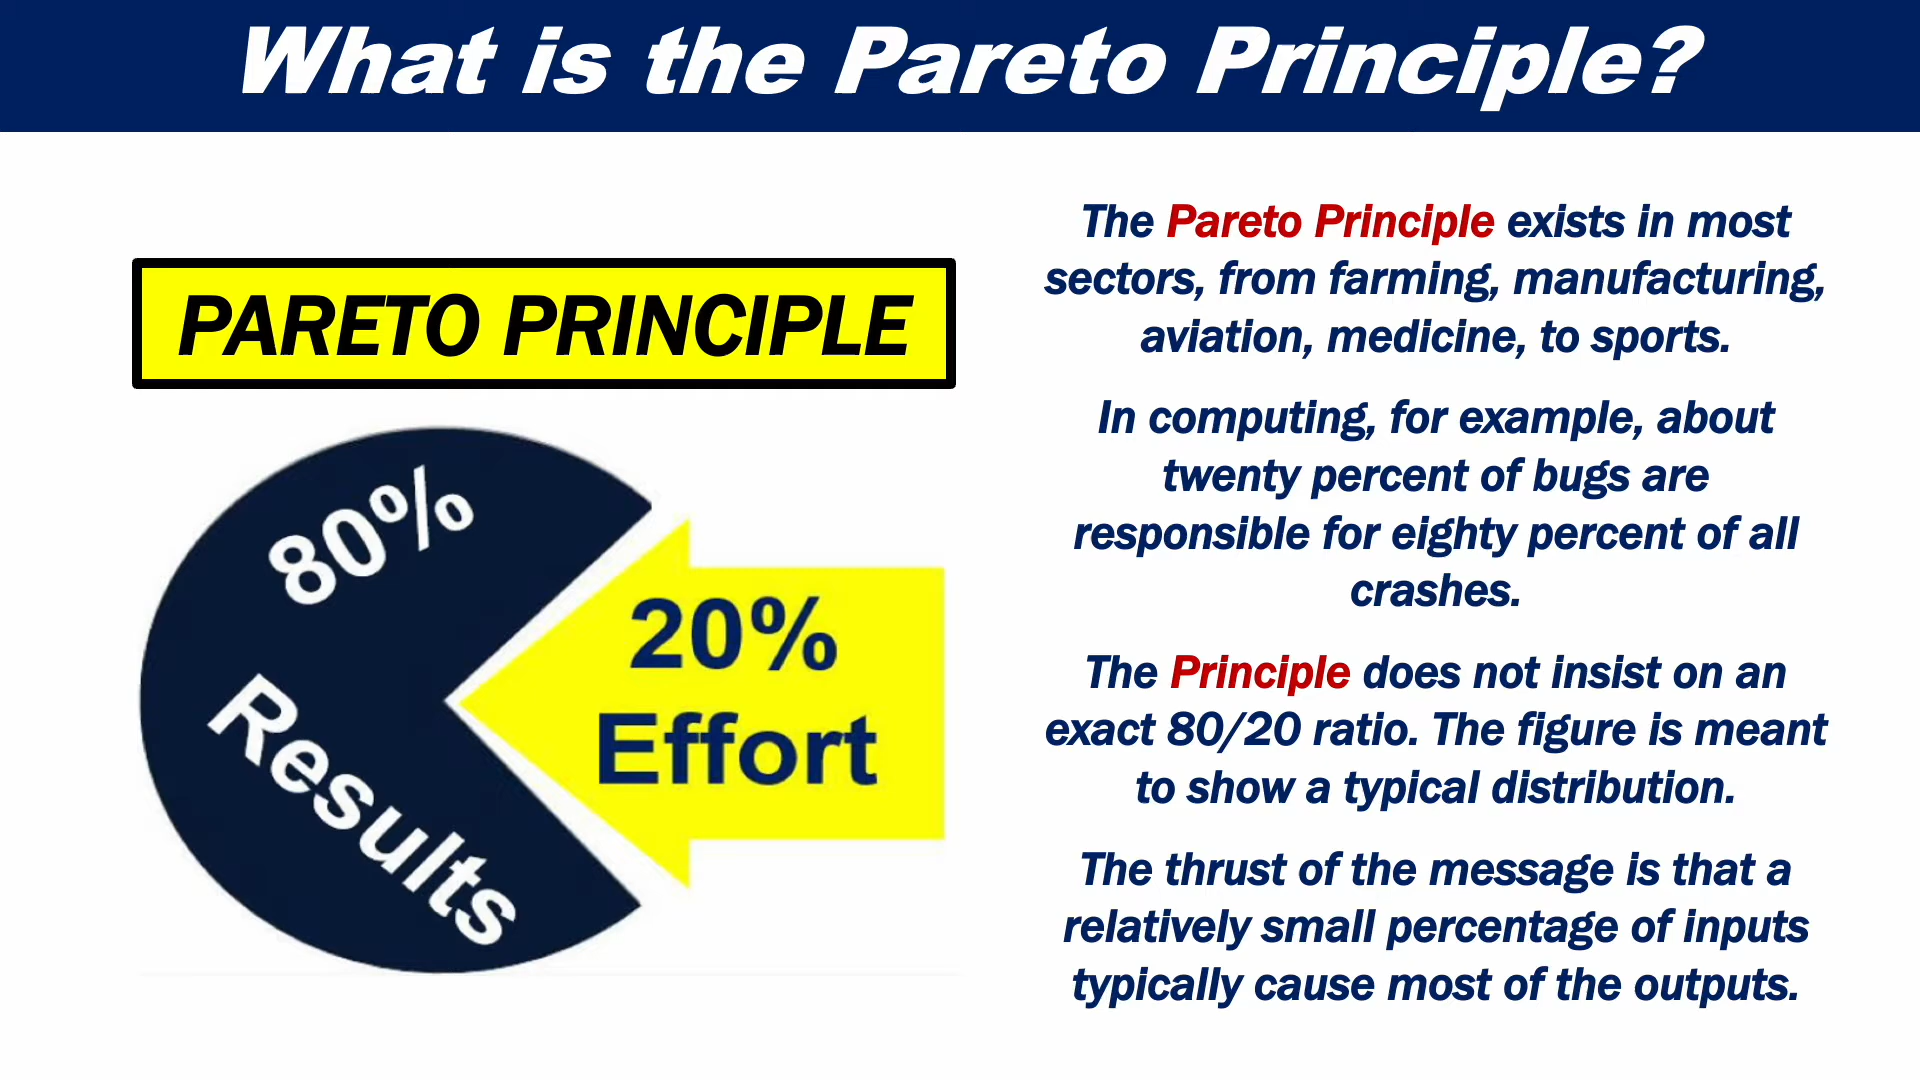 What is the Pareto Principle?
PARETO PRINCIPLE
80%
Results
20%
Effort
The Pareto Principle exists in most
sectors, from farming, manufacturing,
aviation, medicine, to sports.
In computing, for example, about
twenty percent of bugs are
responsible for eighty percent of all
crashes.
The Principle does not insist on an
exact 80/20 ratio. The figure is meant
to show a typical distribution.
The thrust of the message is that a
relatively small percentage of inputs
typically cause most of the outputs.